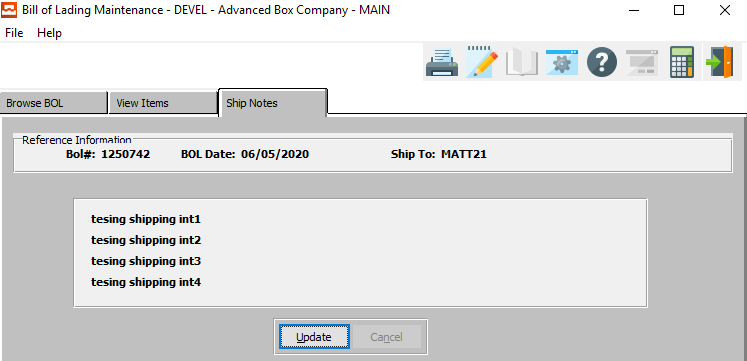 Bill of Lading Maintenance - DEVEL - Advanced Box Company - MAIN
File Help
Browse BOL View Items Ship Notes
Reference Information
Bol#: 1250742 BOL Date: 06/05/2020 Ship To: MATT21
tesing shipping int1
tesing shipping int2
tesing shipping int3
tesing shipping int4
Update Cancel